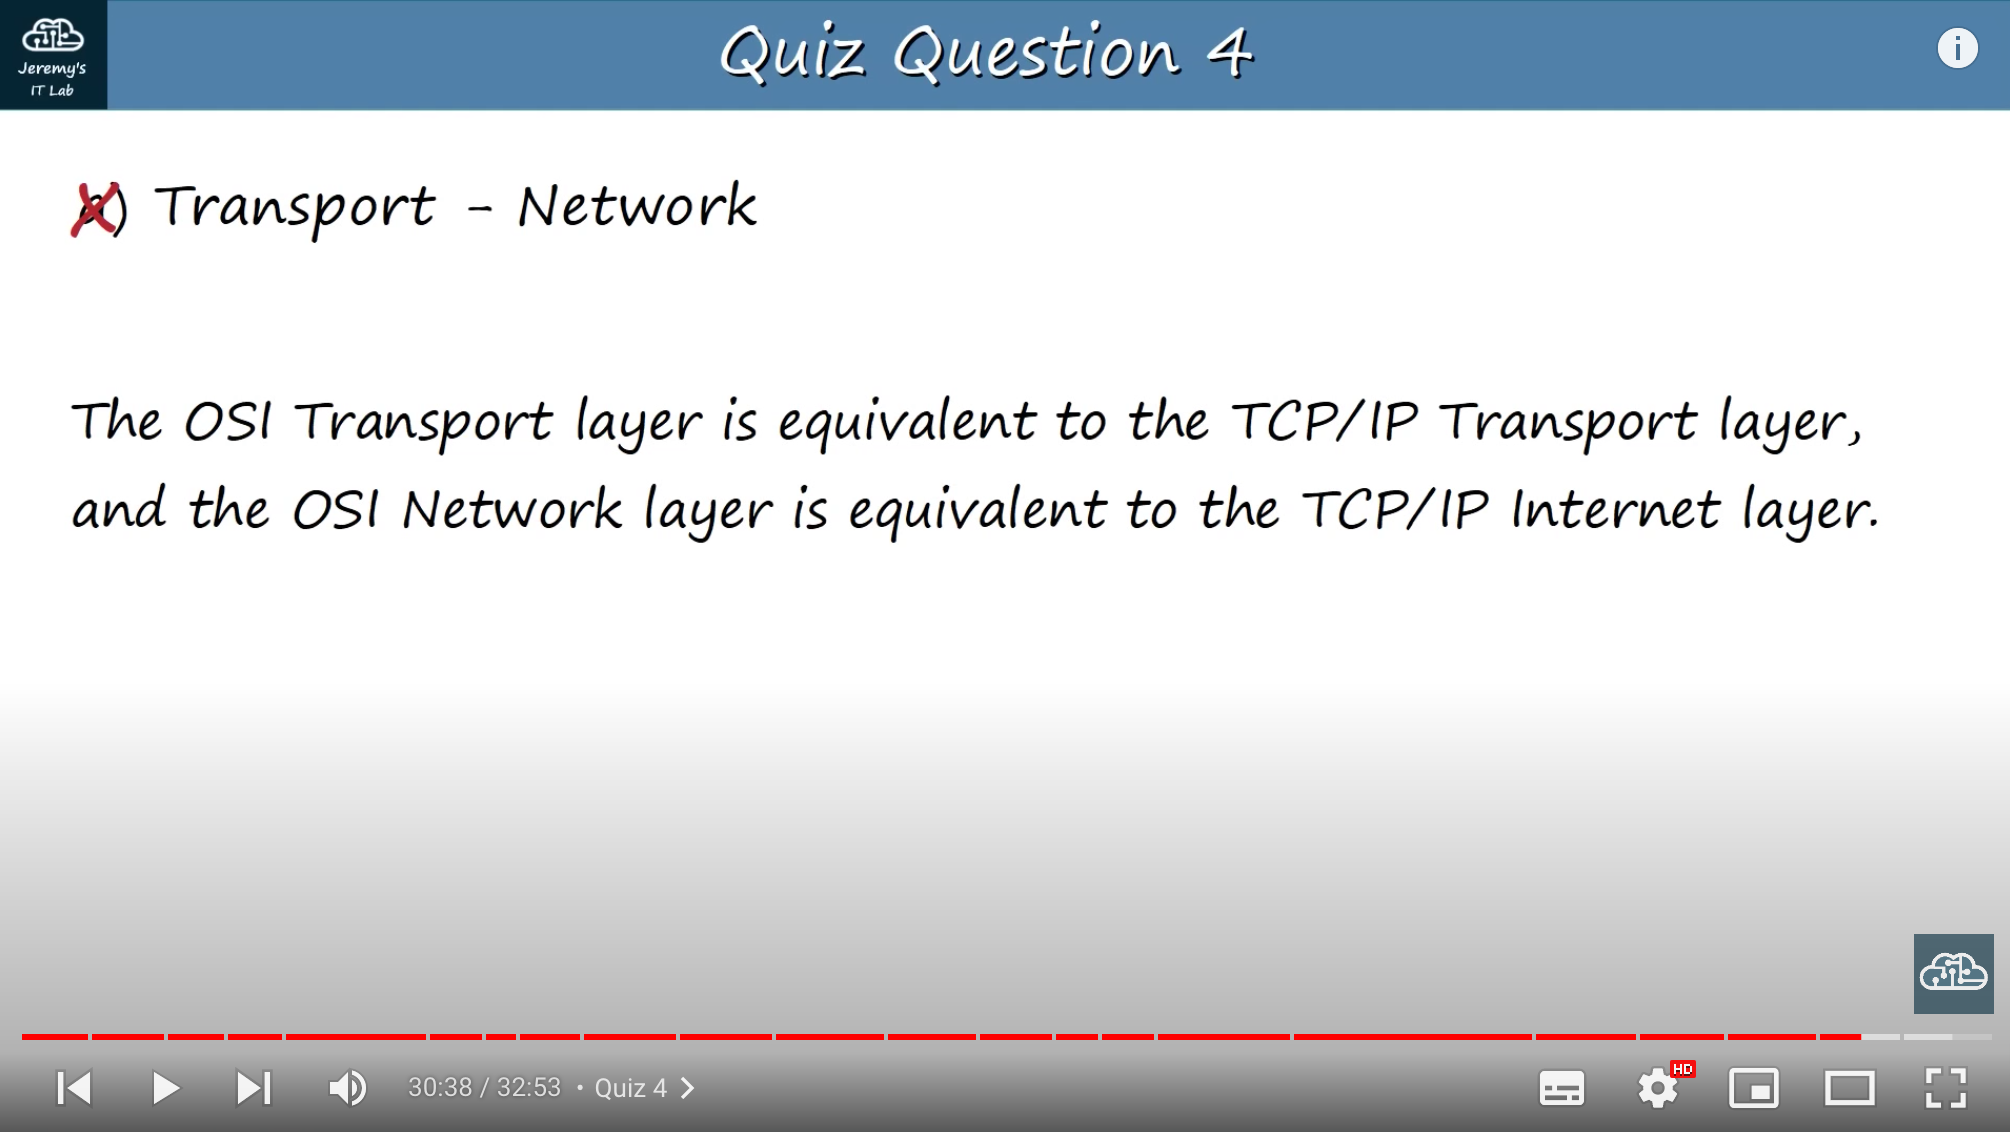 Jeremy's
IT Lab
Quiz Question 4
i
) Transport - Network
The OSI Transport layer is equivalent to the TCP/IP Transport layer,
and the OSI Network layer is equivalent to the TCP/IP Internet layer.
30:38 / 32:53 • Quiz 4
HD